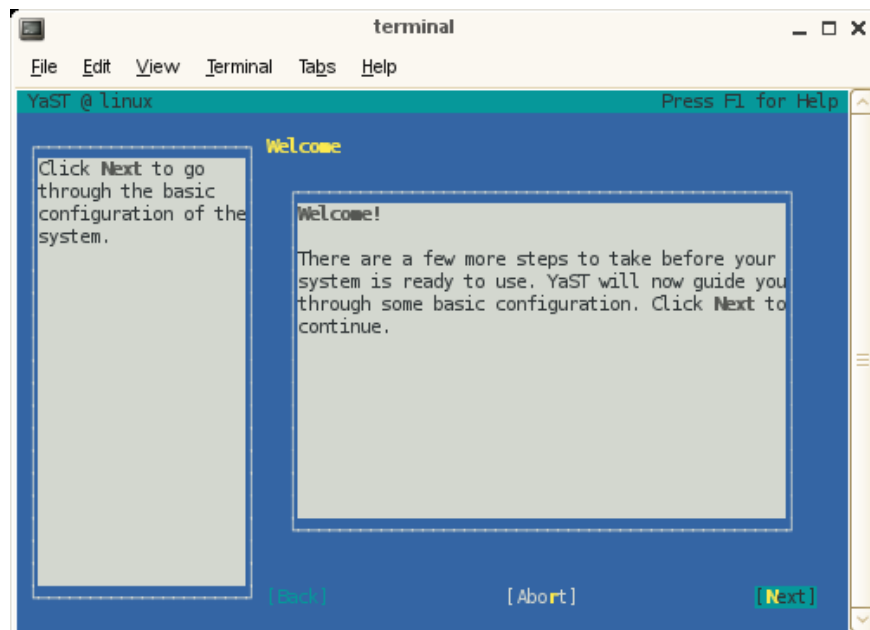 terminal
File Edit View Terminal Tabs Help
YaST @ linux Press F1 for Help
Click Next to go
through the basic
configuration of the
system.
Welcome
Welcome!
There are a few more steps to take before your
system is ready to use. YaST will now guide you
through some basic configuration. Click Next to
continue.
[Back] [Abort] [Next]